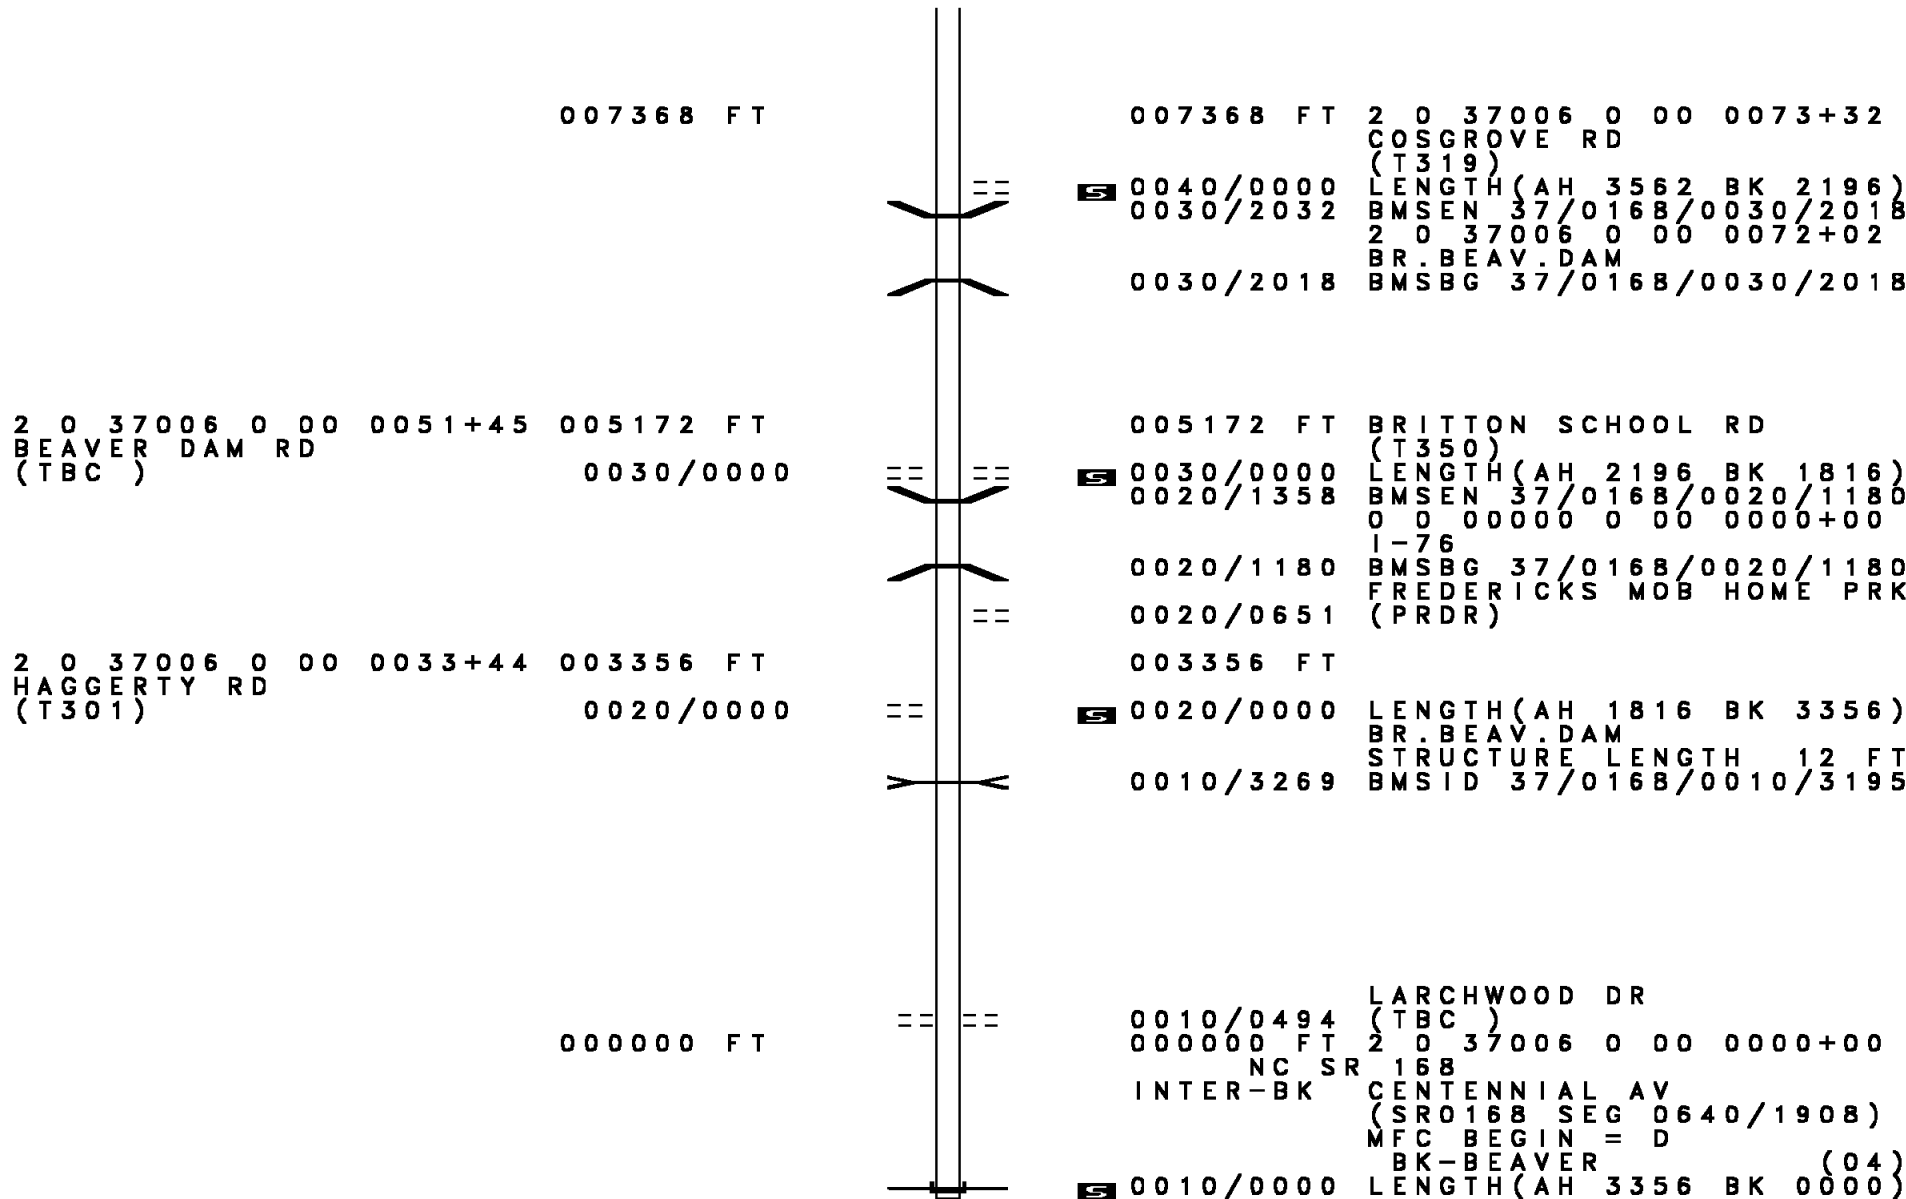 007368 FT 007368 FT 2 0 37006 0 00 0073+32
COSGROVE RD
(T319)
S 0040/0000 LENGTH(AH 3562 BK 2196)
0030/2032 BMSEN 37/0168/0030/2018
2 0 37006 0 00 0072+02
BR.BEAV.DAM
0030/2018 BMSBG 37/0168/0030/2018
2 0 37006 0 00 0051+45 005172 FT 005172 FT BRITTON SCHOOL RD
BEAVER DAM RD (T350)
(TBC ) 0030/0000 S 0030/0000 LENGTH(AH 2196 BK 1816)
0020/1358 BMSEN 37/0168/0020/1180
0 0 00000 0 00 0000+00
I-76
0020/1180 BMSBG 37/0168/0020/1180
FREDERICKS MOB HOME PRK
0020/0651 (PRDR)
2 0 37006 0 00 0033+44 003356 FT 003356 FT
HAGGERTY RD
(T301) 0020/0000 S 0020/0000 LENGTH(AH 1816 BK 3356)
BR.BEAV.DAM
STRUCTURE LENGTH 12 FT
0010/3269 BMSID 37/0168/0010/3195
LARCHWOOD DR
0010/0494 (TBC )
000000 FT 000000 FT 2 0 37006 0 00 0000+00
NC SR 168
INTER-BK CENTENNIAL AV
(SR0168 SEG 0640/1908)
MFC BEGIN = D
BK-BEAVER (04)
S 0010/0000 LENGTH(AH 3356 BK 0000)